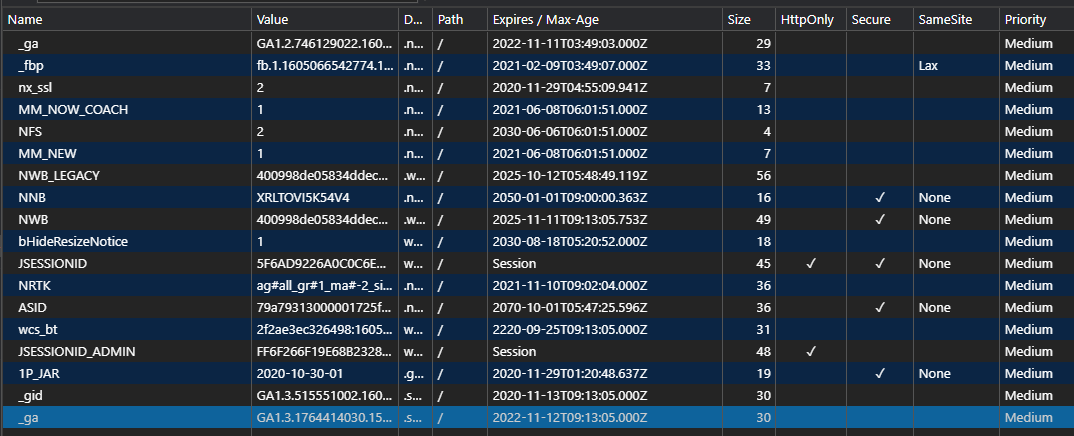 Name Value D... Path Expires / Max-Age Size HttpOnly Secure SameSite Priority
_ga GA1.2.746129022.160... .n... / 2022-11-11T03:49:03.000Z 29 Medium
_fbp fb.1.1605066542774.1... .n... / 2021-02-09T03:49:07.000Z 33 Lax Medium
nx_ssl 2 .n... / 2020-11-29T04:55:09.941Z 7 Medium
MM_NOW_COACH 1 .n... / 2021-06-08T06:01:51.000Z 13 Medium
NFS 2 .n... / 2030-06-06T06:01:51.000Z 4 Medium
MM_NEW 1 .n... / 2021-06-08T06:01:51.000Z 7 Medium
NWB_LEGACY 400998de05834ddec... .w... / 2025-10-12T05:48:49.119Z 56 Medium
NNB XRLTOVI5K54V4 .n... / 2050-01-01T09:00:00.363Z 16 ✓ None Medium
NWB 400998de05834ddec... .w... / 2025-11-11T09:13:05.753Z 49 ✓ None Medium
bHideResizeNotice 1 w... / 2030-08-18T05:20:52.000Z 18 Medium
JSESSIONID 5F6AD9226A0C0C6E... w... / Session 45 ✓ ✓ None Medium
NRTK ag#all_gr#1_ma#-2_si... .n... / 2021-11-10T09:02:04.000Z 36 Medium
ASID 79a79313000001725f... .n... / 2070-10-01T05:47:25.596Z 36 ✓ None Medium
wcs_bt 2f2ae3ec326498:1605... w... / 2220-09-25T09:13:05.000Z 31 Medium
JSESSIONID_ADMIN FF6F266F19E68B2328... w... / Session 48 ✓ Medium
1P_JAR 2020-10-30-01 .g... / 2020-11-29T01:20:48.637Z 19 ✓ None Medium
_gid GA1.3.515551002.160... .s... / 2020-11-13T09:13:05.000Z 30 Medium
_ga GA1.3.1764414030.15... .s... / 2022-11-12T09:13:05.000Z 30 Medium